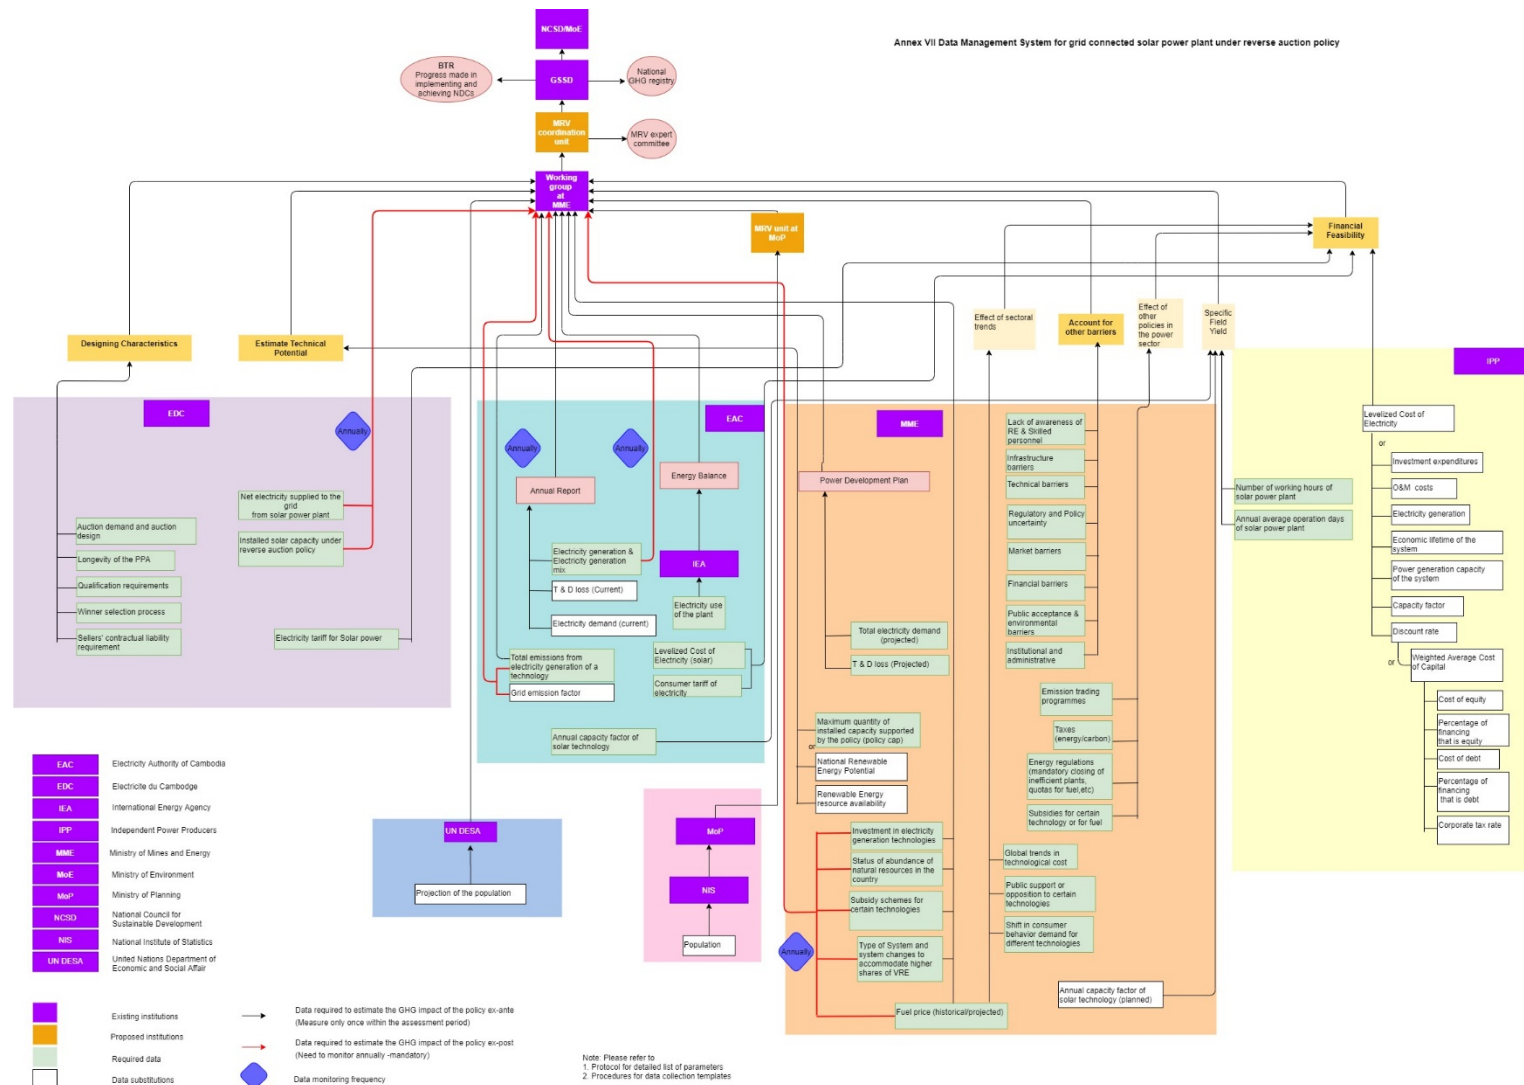 Annex VII Data Management System for grid connected solar power plant under reverse auction policy
NCSD/MoE
BTR
Progress made in
implementing and
achieving NDCs
GSSD
National
GHG registry
MRV
coordination
unit
MRV expert
committee
Working
group
at
MME
MRV unit at
MoP
Financial
Feasibility
Designing Characteristics
Estimate Technical
Potential
Effect of sectoral
trends
Account for
other barriers
Effect of
other
policies in
the power
sector
Specific
Field
Yield
IPP
EDC
Annually
Net electricity supplied to the
grid
from solar power plant
Installed solar capacity under
reverse auction policy
Auction demand and auction
design
Longevity of the PPA
Qualification requirements
Winner selection process
Sellers' contractual liability
requirement
Electricity tariff for Solar power
EAC
Annually
Annually
Annual Report
Energy Balance
Electricity generation &
Electricity generation
mix
T & D loss (Current)
Electricity demand (current)
IEA
Electricity use
of the plant
Total emissions from
electricity generation of a
technology
Grid emission factor
Levelized Cost of
Electricity (solar)
Consumer tariff of
electricity
Annual capacity factor of
solar technology
MME
Power Development Plan
Total electricity demand
(projected)
T & D loss (Projected)
Maximum quantity of
installed capacity supported
by the policy (policy cap)
or
National Renewable
Energy Potential
Renewable Energy
resource availability
Investment in electricity
generation technologies
Status of abundance of
natural resources in the
country
Subsidy schemes for
certain technologies
Annually
Type of System and
system changes to
accommodate higher
shares of VRE
Fuel price (historical/projected)
Lack of awareness of
RE & Skilled
personnel
Infrastructure
barriers
Technical barriers
Regulatory and Policy
uncertainty
Market barriers
Financial barriers
Public acceptance &
environmental
barriers
Institutional and
administrative
Emission trading
programmes
Taxes
(energy/carbon)
Energy regulations
(mandatory closing of
inefficient plants,
quotas for fuel,etc)
Subsidies for certain
technology or for fuel
Global trends in
technological cost
Public support or
opposition to certain
technologies
Shift in consumer
behavior demand for
different technologies
Annual capacity factor of
solar technology (planned)
Number of working hours of
solar power plant
Annual average operation days
of solar power plant
Levelized Cost of
Electricity
or
Investment expenditures
O&M costs
Electricity generation
Economic lifetime of the
system
Power generation capacity
of the system
Capacity factor
Discount rate
or
Weighted Average Cost
of Capital
Cost of equity
Percentage of
financing
that is equity
Cost of debt
Percentage of
financing
that is debt
Corporate tax rate
UN DESA
Projection of the population
MoP
NIS
Population
EAC
Electricity Authority of Cambodia
EDC
Electricite du Cambodge
IEA
International Energy Agency
IPP
Independent Power Producers
MME
Ministry of Mines and Energy
MoE
Ministry of Environment
MoP
Ministry of Planning
NCSD
National Council for
Sustainable Development
NIS
National Institute of Statistics
UN DESA
United Nations Department of
Economic and Social Affair
Existing institutions
Proposed institutions
Required data
Data substitutions
Data required to estimate the GHG impact of the policy ex-ante
(Measure only once within the assessment period)
Data required to estimate the GHG impact of the policy ex-post
(Need to monitor annually -mandatory)
Data monitoring frequency
Note: Please refer to
1. Protocol for detailed list of parameters
2. Procedures for data collection templates